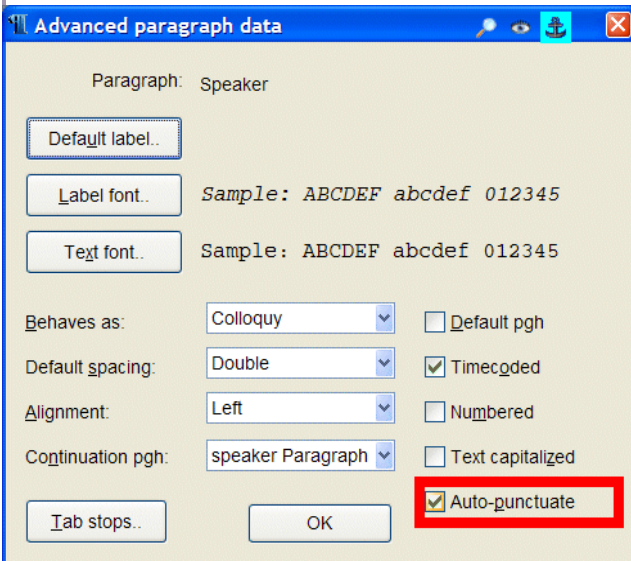 Advanced paragraph data
Paragraph: Speaker
Default label..
Label font.. Sample: ABCDEF abcdef 012345
Text font.. Sample: ABCDEF abcdef 012345
Behaves as: Colloquy Default pgh
Default spacing: Double Timecoded
Alignment: Left Numbered
Continuation pgh: speaker Paragraph Text capitalized
Auto-punctuate
Tab stops.. OK